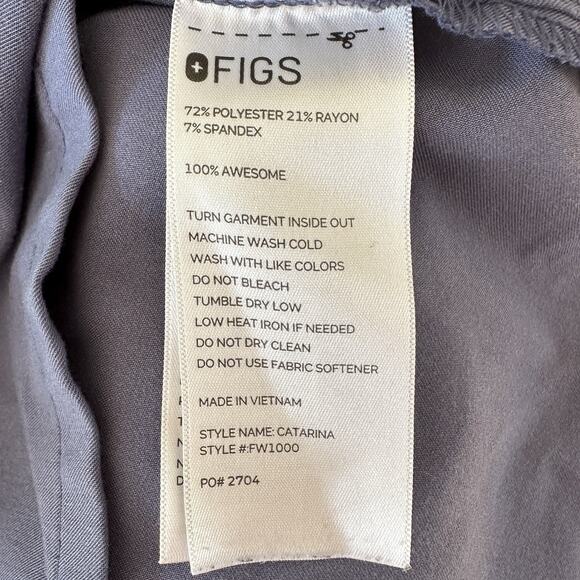 FIGS
72% POLYESTER 21% RAYON
7% SPANDEX
100% AWESOME
TURN GARMENT INSIDE OUT
MACHINE WASH COLD
WASH WITH LIKE COLORS
DO NOT BLEACH
TUMBLE DRY LOW
LOW HEAT IRON IF NEEDED
DO NOT DRY CLEAN
DO NOT USE FABRIC SOFTENER
MADE IN VIETNAM
STYLE NAME: CATARINA
STYLE #:FW1000
PO# 2704